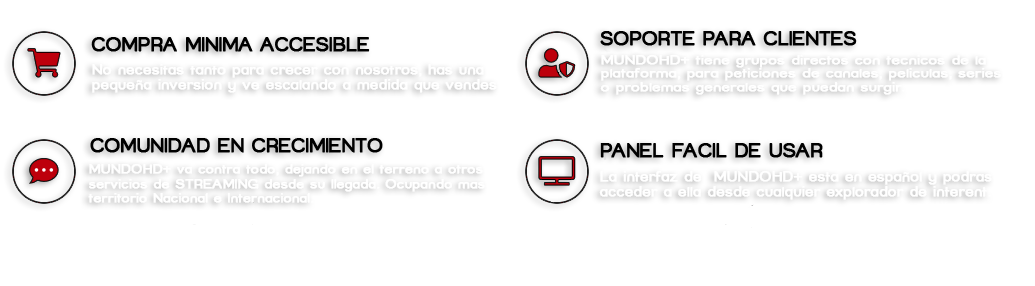 COMPRA MINIMA ACCESIBLE
No necesitas tanto para crecer con nosotros, has una
pequeña inversion y ve escalando a medida que vendes
SOPORTE PARA CLIENTES
MUNDOHD+ tiene grupos directos con tecnicos de la
plataforma, para peticiones de canales, peliculas, series
o problemas generales que puedan surgir
COMUNIDAD EN CRECIMIENTO
MUNDOHD+ va contra todo, dejando en el terreno a otros
servicios de STREAMING desde su llegada. Ocupando mas
territorio Nacional e Internacional
PANEL FACIL DE USAR
La interfaz de MUNDOHD+ esta en español y podras
acceder a ella desde cualquier explorador de interent